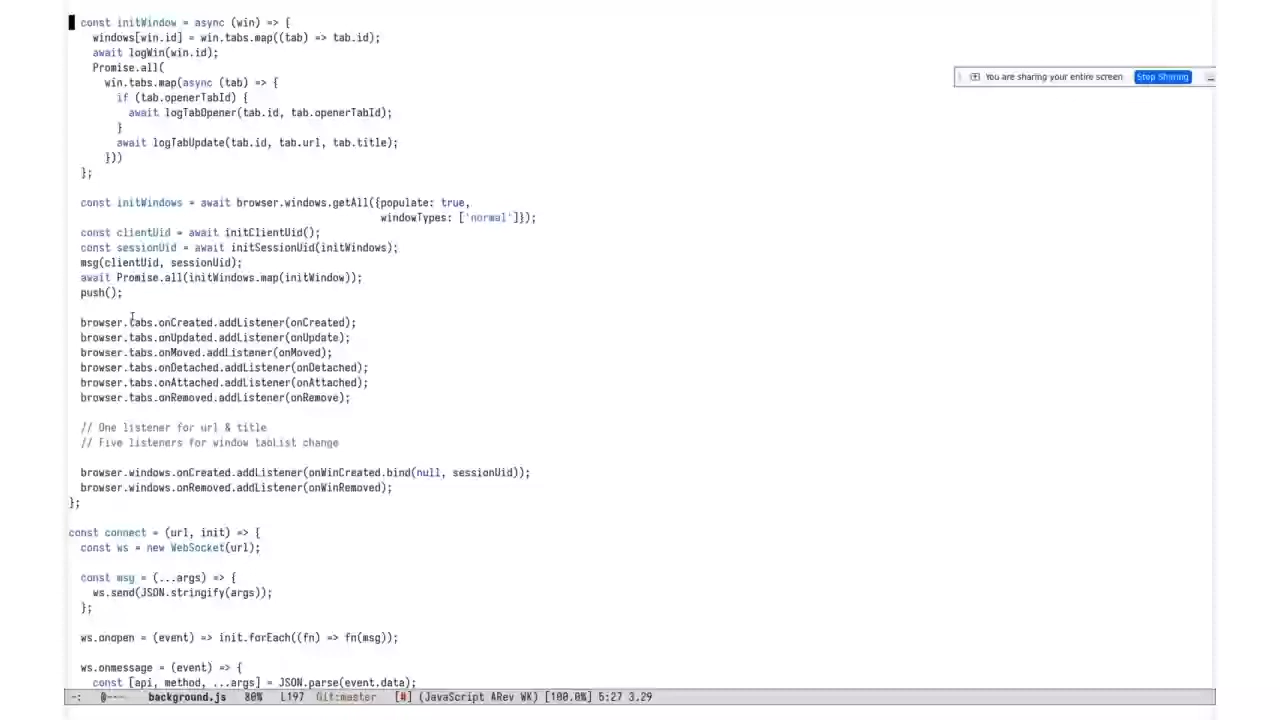 const initWindow = async (win) => {
windows[win.id] = win.tabs.map((tab) => tab.id);
await logWin(win.id);
Promise.all(
win.tabs.map(async (tab) => {
if (tab.openerTabId) {
await logTabOpener(tab.id, tab.openerTabId);
}
await logTabUpdate(tab.id, tab.url, tab.title);
}))
};
You are sharing your entire screen Stop Sharing
const initWindows = await browser.windows.getAll({populate: true,
windowTypes: ['normal']});
const clientUid = await initClientUid();
const sessionUid = await initSessionUid(initWindows);
msg(clientUid, sessionUid);
await Promise.all(initWindows.map(initWindow));
push();
browser.tabs.onCreated.addListener(onCreated);
browser.tabs.onUpdated.addListener(onUpdate);
browser.tabs.onMoved.addListener(onMoved);
browser.tabs.onDetached.addListener(onDetached);
browser.tabs.onAttached.addListener(onAttached);
browser.tabs.onRemoved.addListener(onRemove);
// One listener for url & title
// Five listeners for window tabList change
browser.windows.onCreated.addListener(onWinCreated.bind(null, sessionUid));
browser.windows.onRemoved.addListener(onWinRemoved);
};
const connect = (url, init) => {
const ws = new WebSocket(url);
const msg = (...args) => {
ws.send(JSON.stringify(args));
};
ws.onopen = (event) => init.forEach((fn) => fn(msg));
ws.onmessage = (event) => {
const [api, method, ...args] = JSON.parse(event.data);
-: @--- background.js 80% L197 Git:master [#] (JavaScript ARev WK) [100.0%] 5:27 3.29